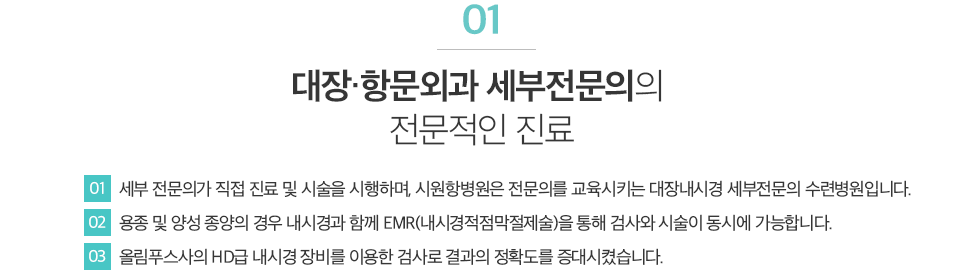 01
대장·항문외과 세부전문의의
전문적인 진료
01 세부 전문의가 직접 진료 및 시술을 시행하며, 시원항병원은 전문의를 교육시키는 대장내시경 세부전문의 수련병원입니다.
02 용종 및 양성 종양의 경우 내시경과 함께 EMR(내시경적점막절제술)을 통해 검사와 시술이 동시에 가능합니다.
03 올림푸스사의 HD급 내시경 장비를 이용한 검사로 결과의 정확도를 증대시켰습니다.